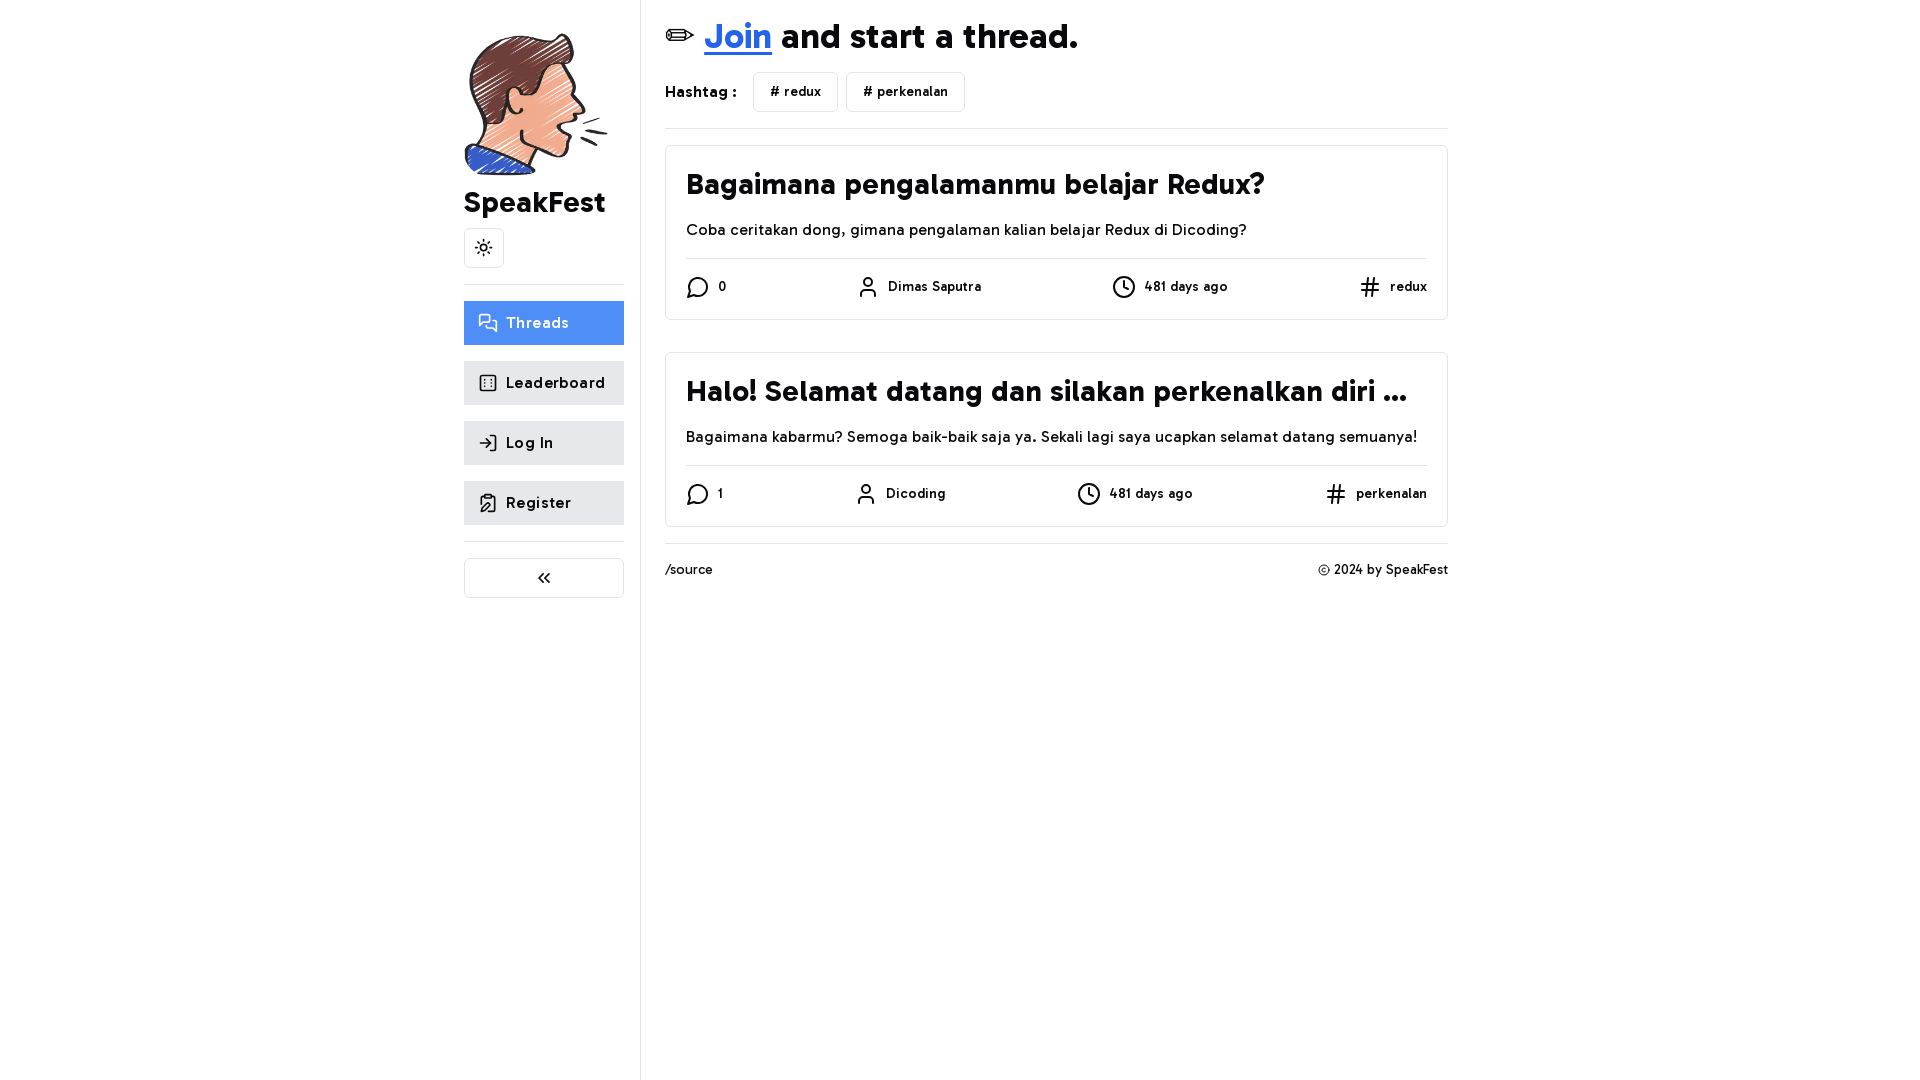 SpeakFest
Threads
Leaderboard
Log In
Register
✏ Join and start a thread.
Hashtag :
# redux
# perkenalan
Bagaimana pengalamanmu belajar Redux?
Coba ceritakan dong, gimana pengalaman kalian belajar Redux di Dicoding?
0
Dimas Saputra
481 days ago
redux
Halo! Selamat datang dan silakan perkenalkan diri ...
Bagaimana kabarmu? Semoga baik-baik saja ya. Sekali lagi saya ucapkan selamat datang semuanya!
1
Dicoding
481 days ago
perkenalan
/source
© 2024 by SpeakFest